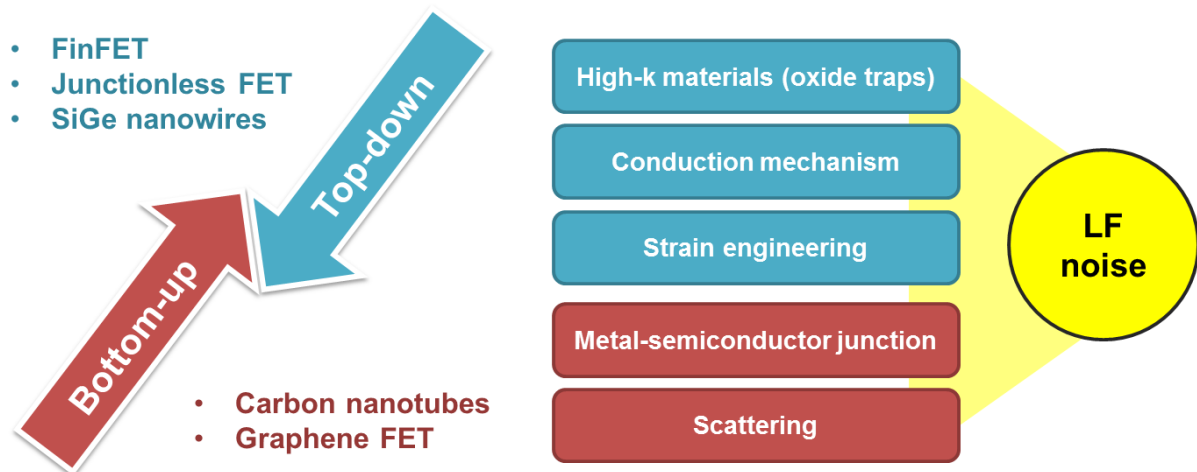 • FinFET
• Junctionless FET
• SiGe nanowires
Top-down
Bottom-up
• Carbon nanotubes
• Graphene FET
High-k materials (oxide traps)
Conduction mechanism
Strain engineering
Metal-semiconductor junction
Scattering
LF
noise